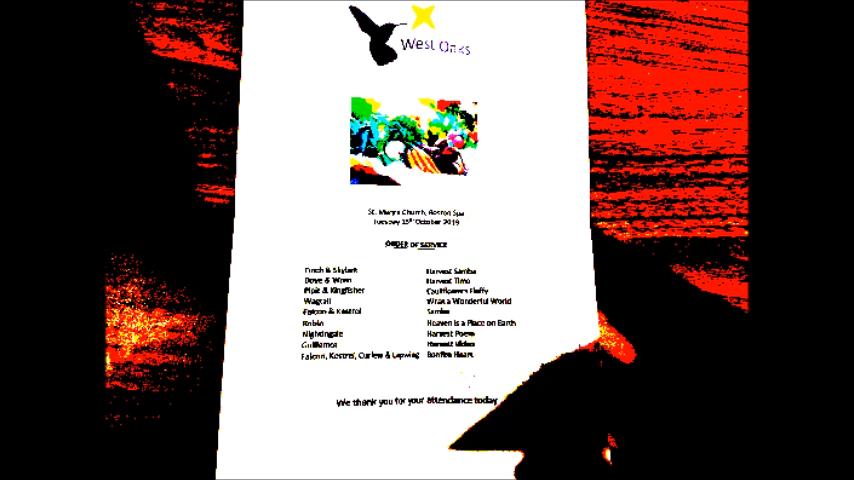 West Oaks
St. Mary's Church, Boston Spa
Tuesday 15th October 2019
ORDER OF SERVICE
Finch & Skylark Harvest Samba
Dove & Wren Harvest Time
Pipit & Kingfisher Cauliflowers Fluffy
Wagtail What a Wonderful World
Falcon & Kestrel Samba
Robin Heaven is a Place on Earth
Nightingale Harvest Poem
Guillemot Harvest Video
Falcon, Kestrel, Curlew & Lapwing Bonfire Heart
We thank you for your attendance today